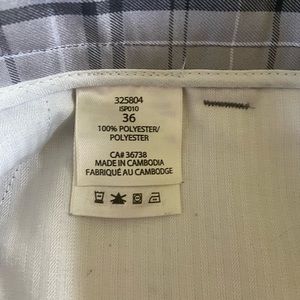 325804
ISP010
36
100% POLYESTER/
POLYESTER
CA# 36738
MADE IN CAMBODIA
FABRIQUÉ AU CAMBODGE